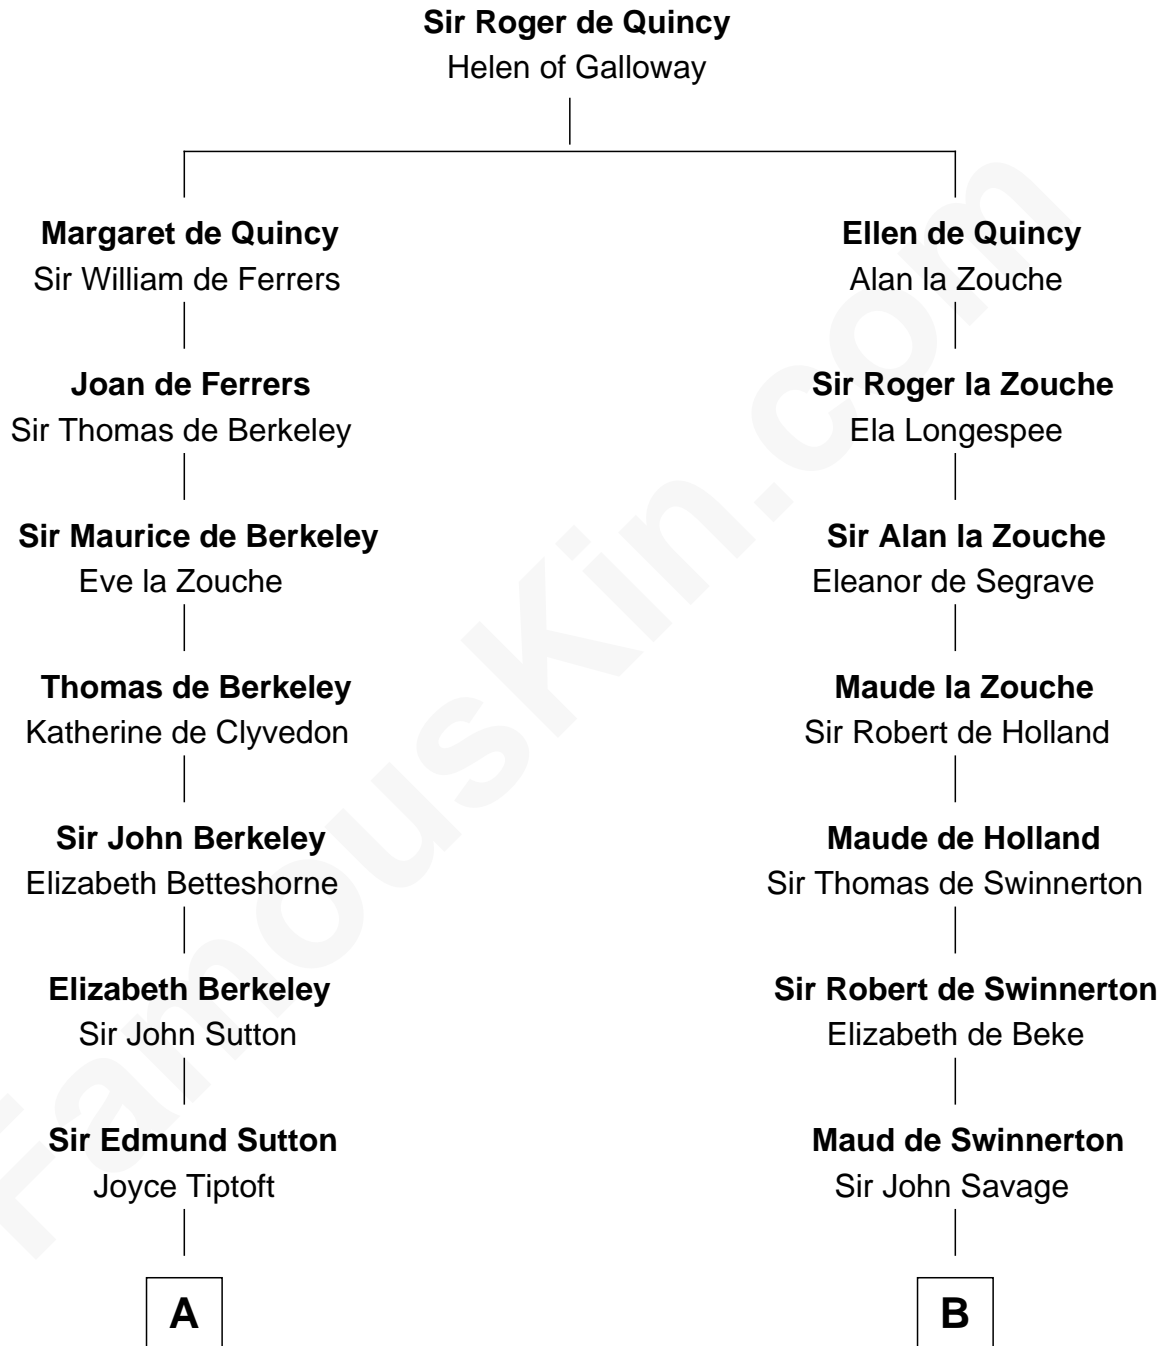 Sir Roger de Quincy
Helen of Galloway
Margaret de Quincy
Sir William de Ferrers
Ellen de Quincy
Alan la Zouche
Joan de Ferrers
Sir Thomas de Berkeley
Sir Roger la Zouche
Ela Longespee
Sir Maurice de Berkeley
Eve la Zouche
Sir Alan la Zouche
Eleanor de Segrave
Thomas de Berkeley
Katherine de Clyvedon
Maude la Zouche
Sir Robert de Holland
Sir John Berkeley
Elizabeth Betteshorne
Maude de Holland
Sir Thomas de Swinnerton
Elizabeth Berkeley
Sir John Sutton
Sir Robert de Swinnerton
Elizabeth de Beke
Sir Edmund Sutton
Joyce Tiptoft
Maud de Swinnerton
Sir John Savage
A
B
FamousKin.com